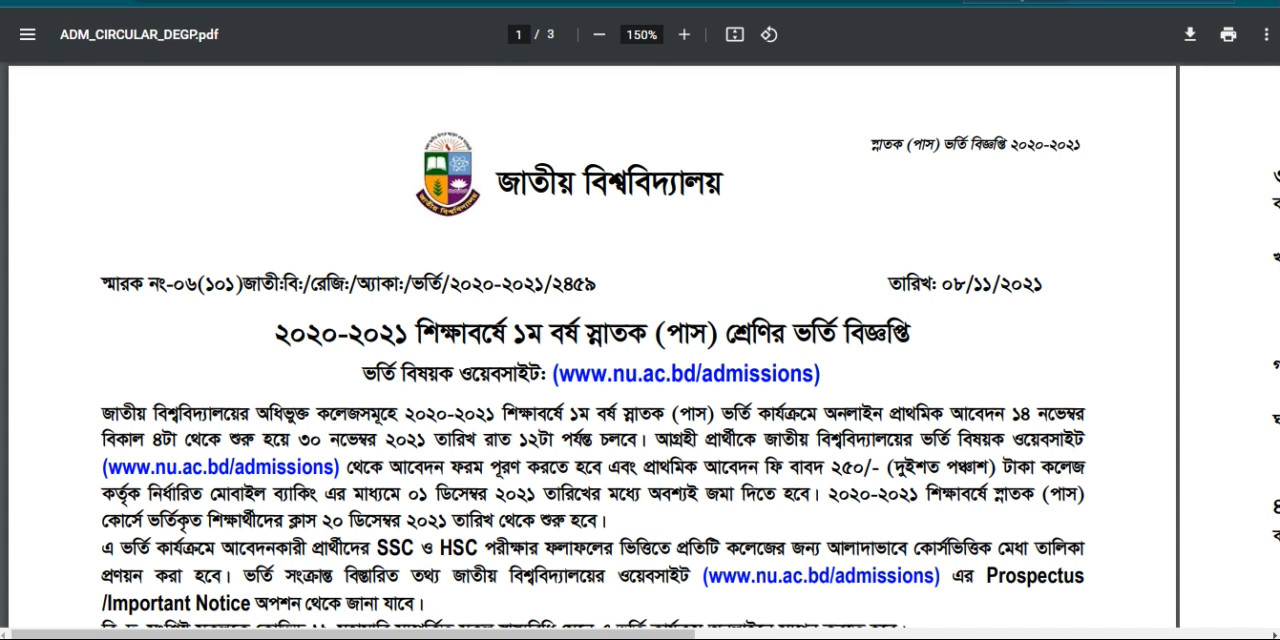 ADM_CIRCULAR_DEGP.pdf
1 / 3
150%
স্নাতক (পাস) ভর্তি বিজ্ঞপ্তি ২০২০-২০২১
জাতীয় বিশ্ববিদ্যালয়
স্মারক নং-০৬(১০১)জাতী:বি:/রেজি:/অ্যাকা:/ভর্তি/২০২০-২০২১/২৪৫৯
তারিখ: ০৮/১১/২০২১
২০২০-২০২১ শিক্ষাবর্ষে ১ম বর্ষ স্নাতক (পাস) শ্রেণির ভর্তি বিজ্ঞপ্তি
ভর্তি বিষয়ক ওয়েবসাইট: (www.nu.ac.bd/admissions)
জাতীয় বিশ্ববিদ্যালয়ের অধিভুক্ত কলেজসমূহে ২০২০-২০২১ শিক্ষাবর্ষে ১ম বর্ষ স্নাতক (পাস) ভর্তি কার্যক্রমে অনলাইন প্রাথমিক আবেদন ১৪ নভেম্বর
বিকাল ৪টা থেকে শুরু হয়ে ৩০ নভেম্বর ২০২১ তারিখ রাত ১২টা পর্যন্ত চলবে। আগ্রহী প্রার্থীকে জাতীয় বিশ্ববিদ্যালয়ের ভর্তি বিষয়ক ওয়েবসাইট
(www.nu.ac.bd/admissions) থেকে আবেদন ফরম পূরণ করতে হবে এবং প্রাথমিক আবেদন ফি বাবদ ২৫০/- (দুইশত পঞ্চাশ) টাকা কলেজ
কর্তৃক নির্ধারিত মোবাইল ব্যাকিং এর মাধ্যমে ০১ ডিসেম্বর ২০২১ তারিখের মধ্যে অবশ্যই জমা দিতে হবে। ২০২০-২০২১ শিক্ষাবর্ষে স্নাতক (পাস)
কোর্সে ভর্তিকৃত শিক্ষার্থীদের ক্লাস ২০ ডিসেম্বর ২০২১ তারিখ থেকে শুরু হবে।
এ ভর্তি কার্যক্রমে আবেদনকারী প্রার্থীদের SSC ও HSC পরীক্ষার ফলাফলের ভিত্তিতে প্রতিটি কলেজের জন্য আলাদাভাবে কোর্সভিত্তিক মেধা তালিকা
প্রণয়ন করা হবে। ভর্তি সংক্রান্ত বিস্তারিত তথ্য জাতীয় বিশ্ববিদ্যালয়ের ওয়েবসাইট (www.nu.ac.bd/admissions) এর Prospectus
/Important Notice অপশন থেকে জানা যাবে।